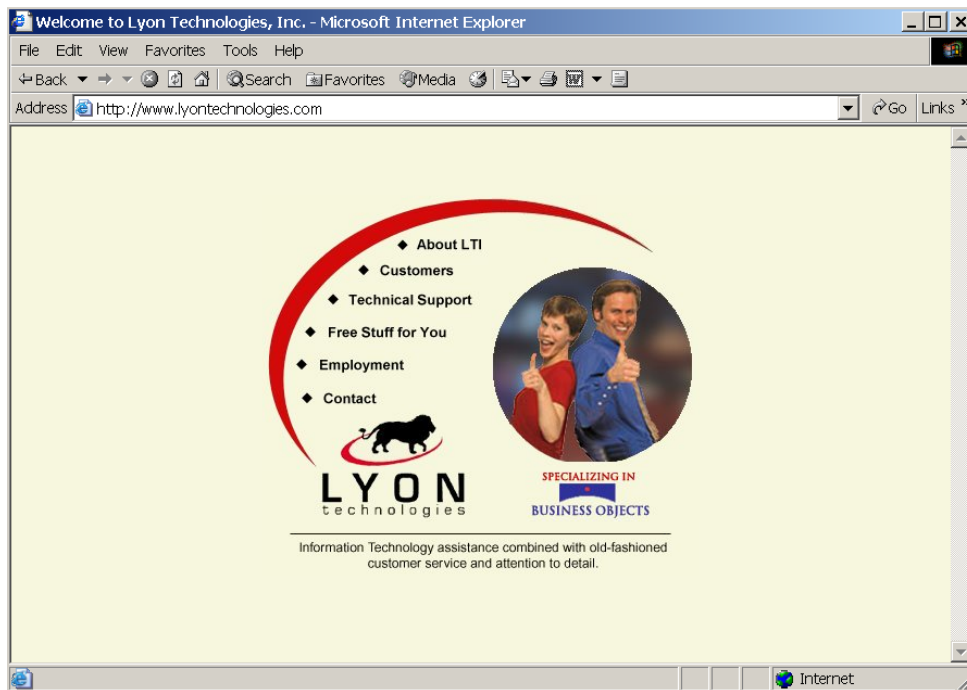 Welcome to Lyon Technologies, Inc. - Microsoft Internet Explorer
File Edit View Favorites Tools Help
Back Search Favorites Media
Address http://www.lyontechnologies.com Go Links
About LTI
Customers
Technical Support
Free Stuff for You
Employment
Contact
LYON
technologies
SPECIALIZING IN
BUSINESS OBJECTS
Information Technology assistance combined with old-fashioned
customer service and attention to detail.
Internet